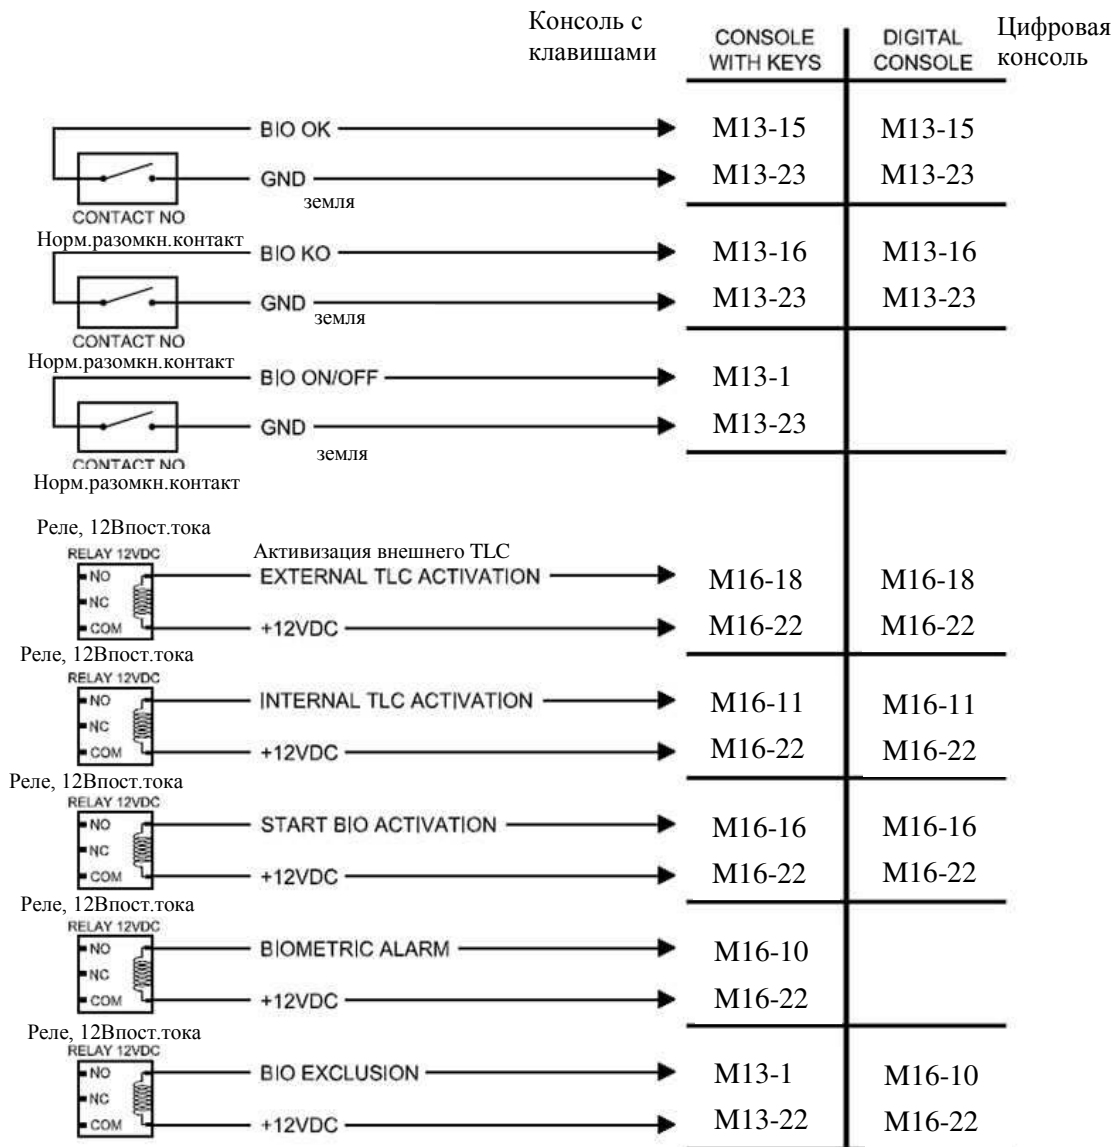 Консоль с
клавишами
CONSOLE
WITH KEYS
DIGITAL
CONSOLE
Цифровая
консоль
BIO OK M13-15 M13-15
GND M13-23 M13-23
земля
CONTACT NO
Норм.разомкн.контакт
BIO KO M13-16 M13-16
GND M13-23 M13-23
земля
CONTACT NO
Норм.разомкн.контакт
BIO ON/OFF M13-1
GND M13-23
земля
CONTACT NO
Норм.разомкн.контакт
Реле, 12Впост.тока
RELAY 12VDC
Активизация внешнего TLC
NO EXTERNAL TLC ACTIVATION M16-18 M16-18
NC
COM +12VDC M16-22 M16-22
Реле, 12Впост.тока
RELAY 12VDC
NO INTERNAL TLC ACTIVATION M16-11 M16-11
NC
COM +12VDC M16-22 M16-22
Реле, 12Впост.тока
RELAY 12VDC
NO START BIO ACTIVATION M16-16 M16-16
NC
COM +12VDC M16-22 M16-22
Реле, 12Впост.тока
RELAY 12VDC
NO BIOMETRIC ALARM M16-10
NC
COM +12VDC M16-22
Реле, 12Впост.тока
RELAY 12VDC
NO BIO EXCLUSION M13-1 M16-10
NC
COM +12VDC M13-22 M16-22